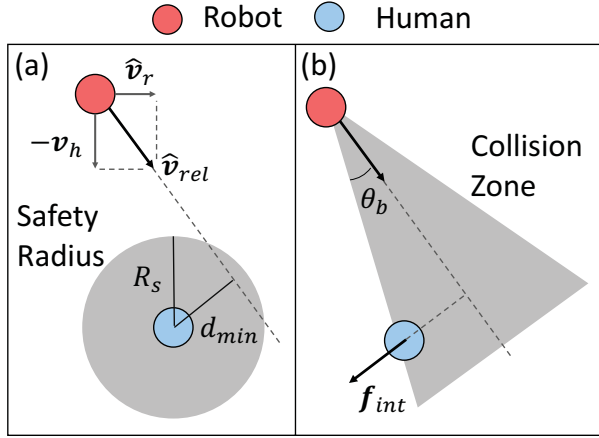 Robot Human
(a)
v̂_r
−v_h
v̂_rel
Safety
Radius
R_s
d_min
(b)
Collision
Zone
θ_b
f_int